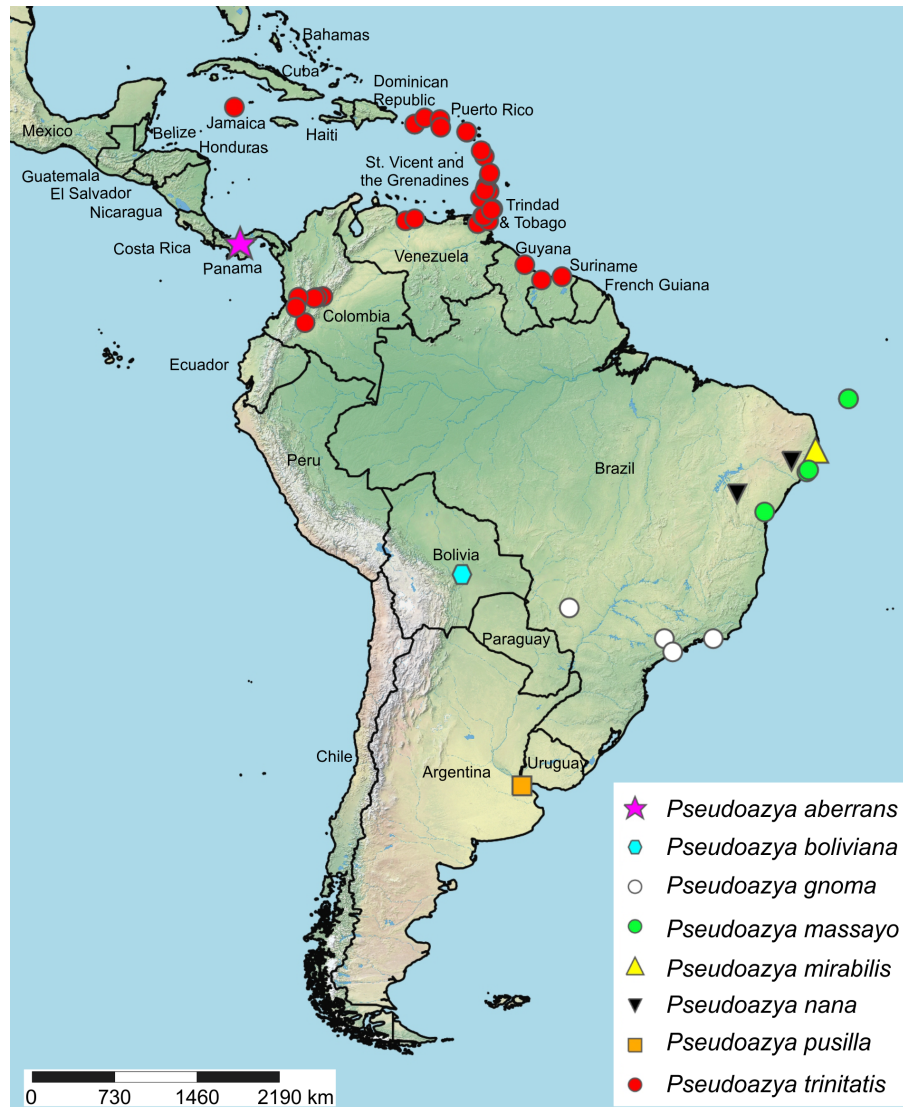 Bahamas
Cuba
Dominican
Republic
Puerto Rico
Mexico
Belize
Jamaica
Haiti
Honduras
Guatemala
El Salvador
Nicaragua
St. Vicent and
the Grenadines
Trindad
& Tobago
Costa Rica
Panama
Venezuela
Guyana
Suriname
French Guiana
Colombia
Ecuador
Peru
Brazil
Bolivia
Paraguay
Chile
Argentina
Uruguay
Pseudoazya aberrans
Pseudoazya boliviana
Pseudoazya gnoma
Pseudoazya massayo
Pseudoazya mirabilis
Pseudoazya nana
Pseudoazya pusilla
Pseudoazya trinitatis
0 730 1460 2190 km